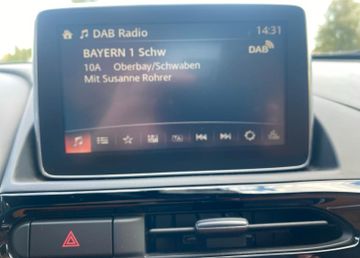 DAB Radio 14:31
BAYERN 1 Schw DAB
10A Oberbay/Schwaben
Mit Susanne Rohrer